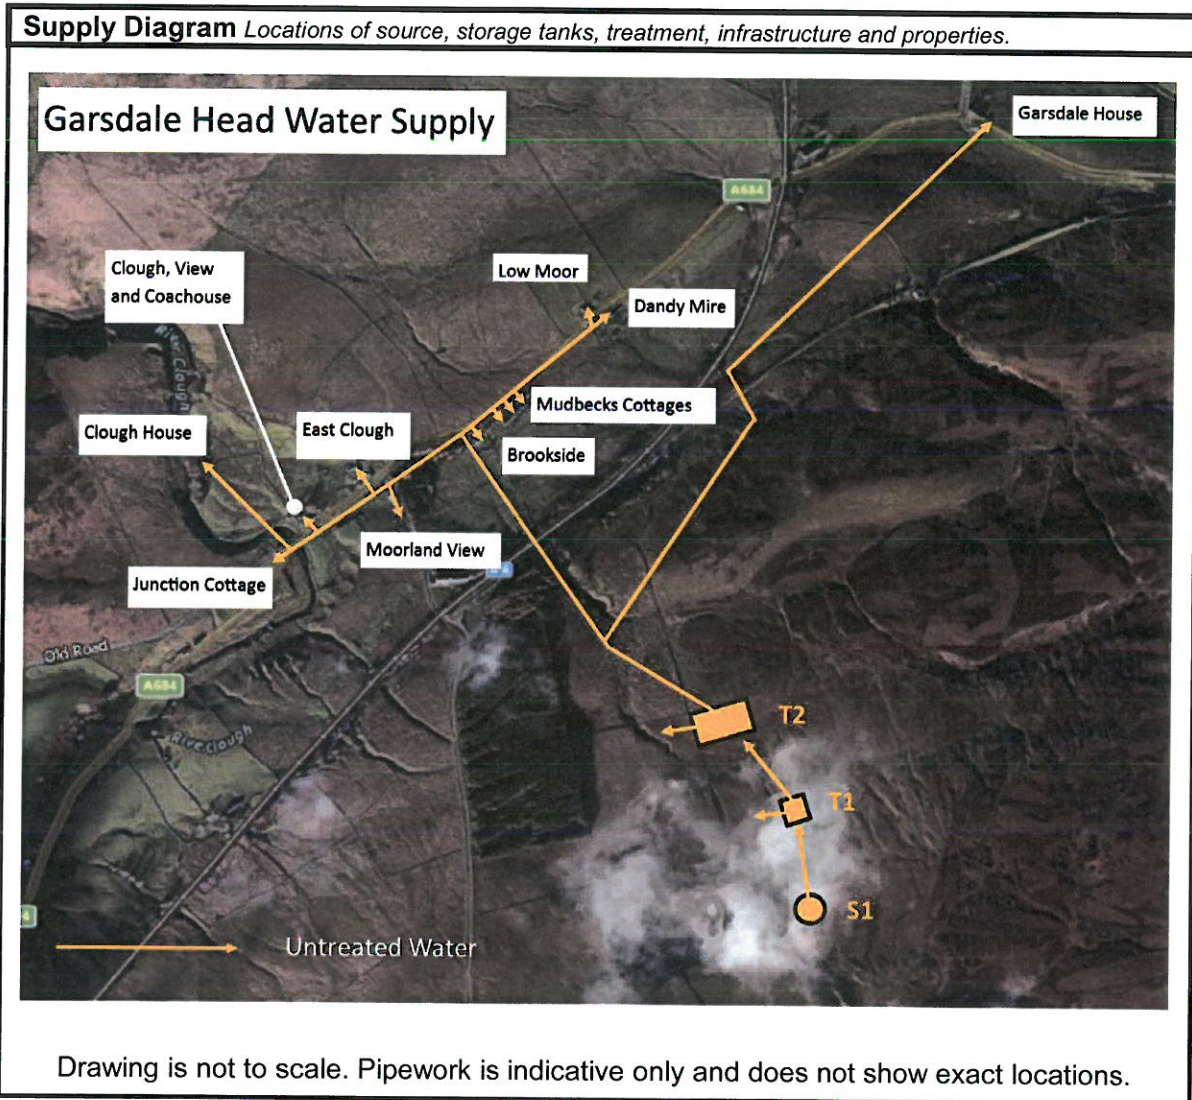 Supply Diagram Locations of source, storage tanks, treatment, infrastructure and properties.
Garsdale Head Water Supply
Garsdale House
A684
Clough, View
and Coachouse
Low Moor
Dandy Mire
River Clough
Mudbecks Cottages
Clough House
East Clough
Brookside
Moorland View
Junction Cottage
Old Road
A684
River Clough
T2
T1
S1
4
Untreated Water
Drawing is not to scale. Pipework is indicative only and does not show exact locations.